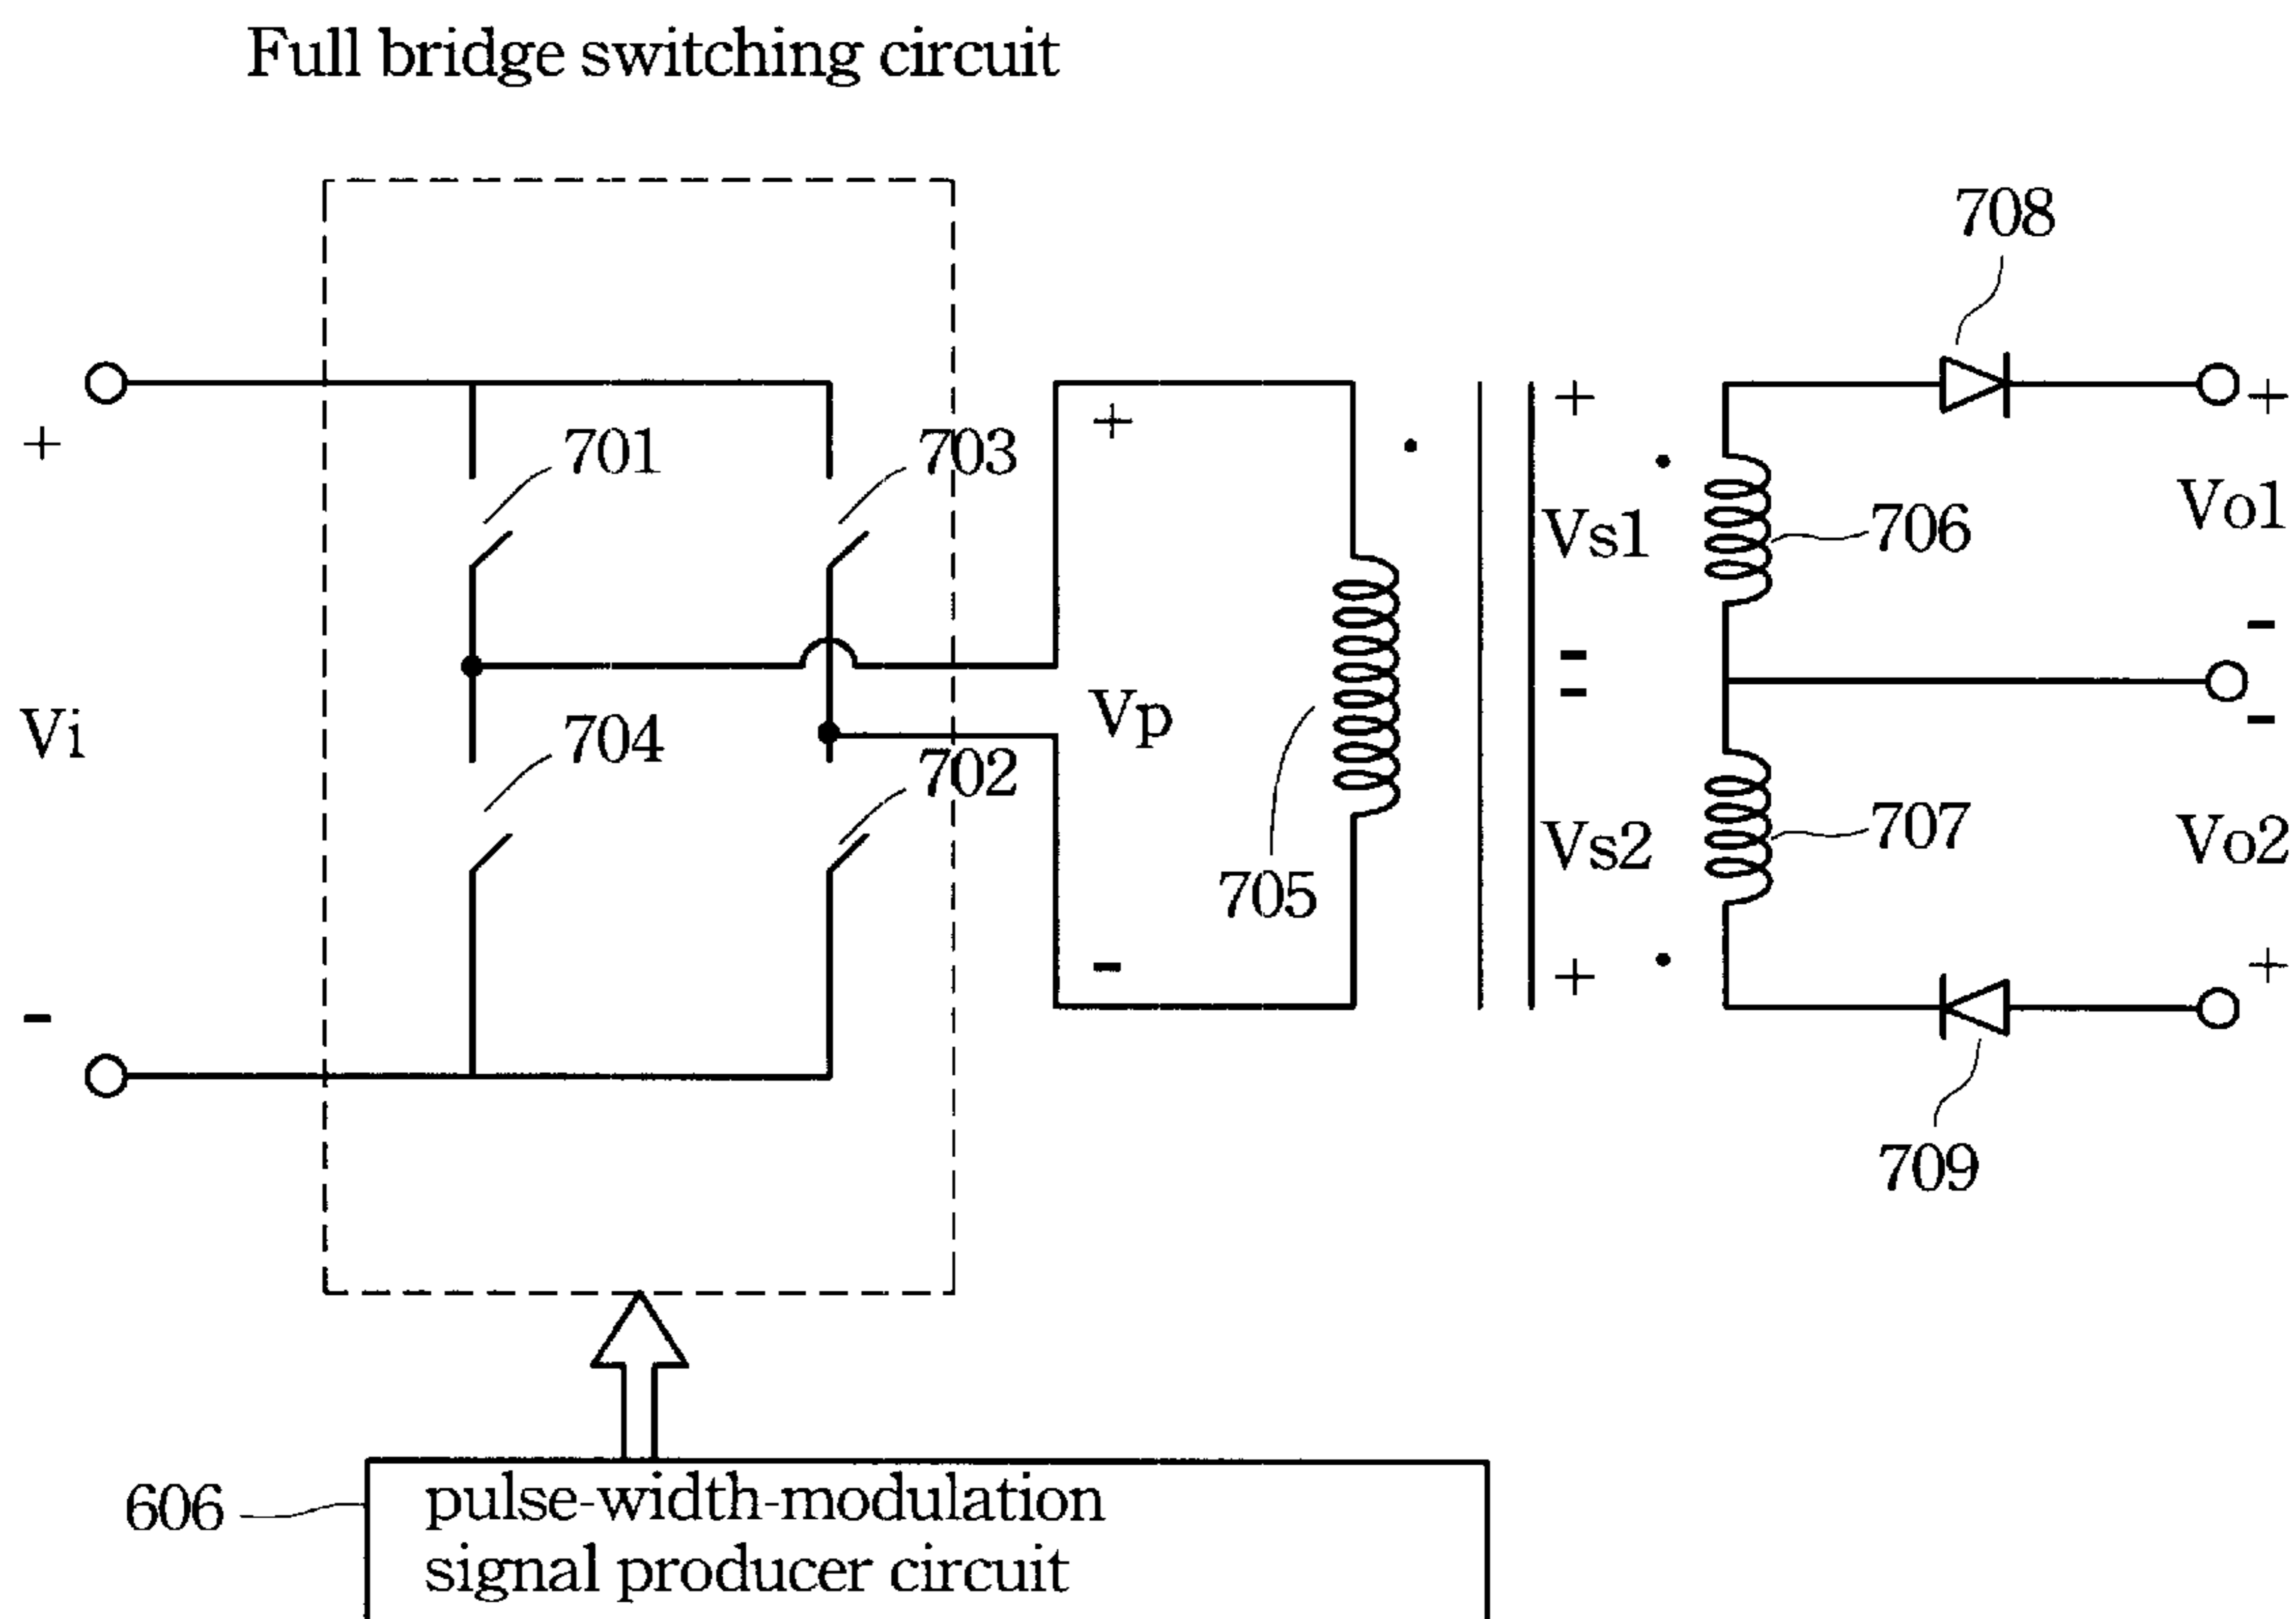 Full bridge switching circuit
708
+
+
+
+
701
703
Vs1
706
Vo1
-
-
-
Vi
704
702
Vp
-
Vs2
707
Vo2
705
-
-
+
+
709
606
pulse-width-modulation
signal producer circuit